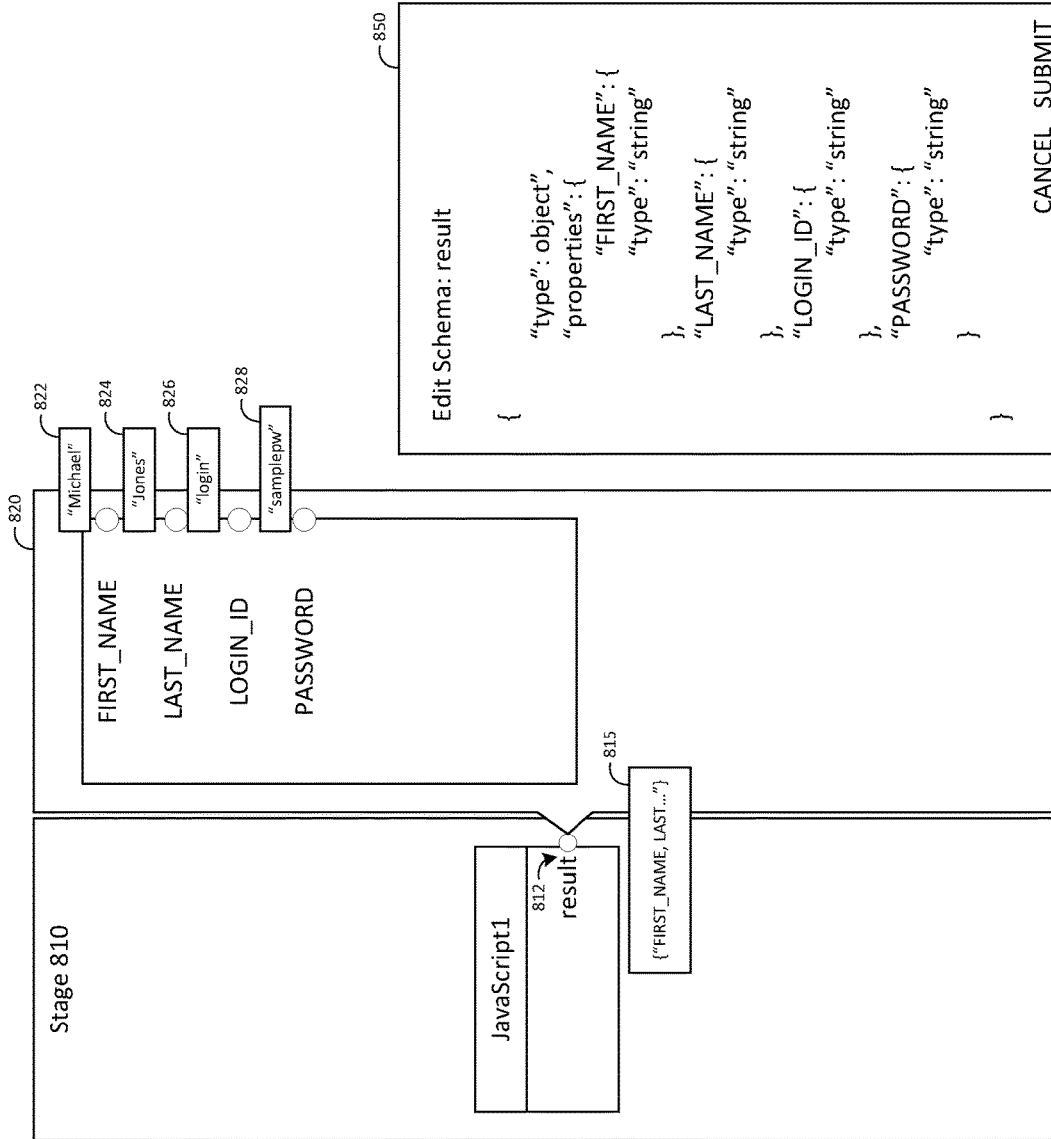 Stage 810
JavaScript1
812
result
815
{"FIRST_NAME, LAST..."}
820
FIRST_NAME
LAST_NAME
LOGIN_ID
PASSWORD
“Michael”
822
“Jones”
824
“login”
826
“samplepw”
828
850
Edit Schema: result
{
“type”: object”,
“properties”: {
“FIRST_NAME”: {
“type”: “string”
},
“LAST_NAME”: {
“type”: “string”
},
“LOGIN_ID”: {
“type”: “string”
},
“PASSWORD”: {
“type”: “string”
}
}
CANCEL SUBMIT